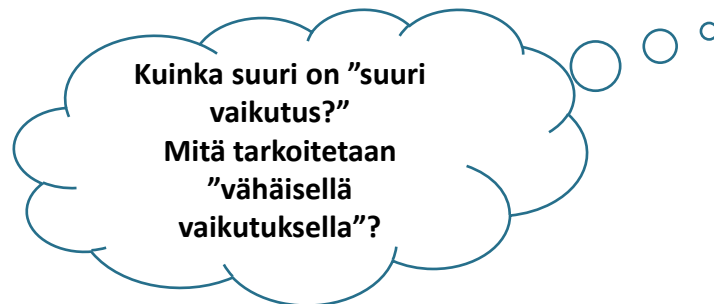 Kuinka suuri on ”suuri
vaikutus?”
Mitä tarkoitetaan
”vähäisellä
vaikutuksella”?